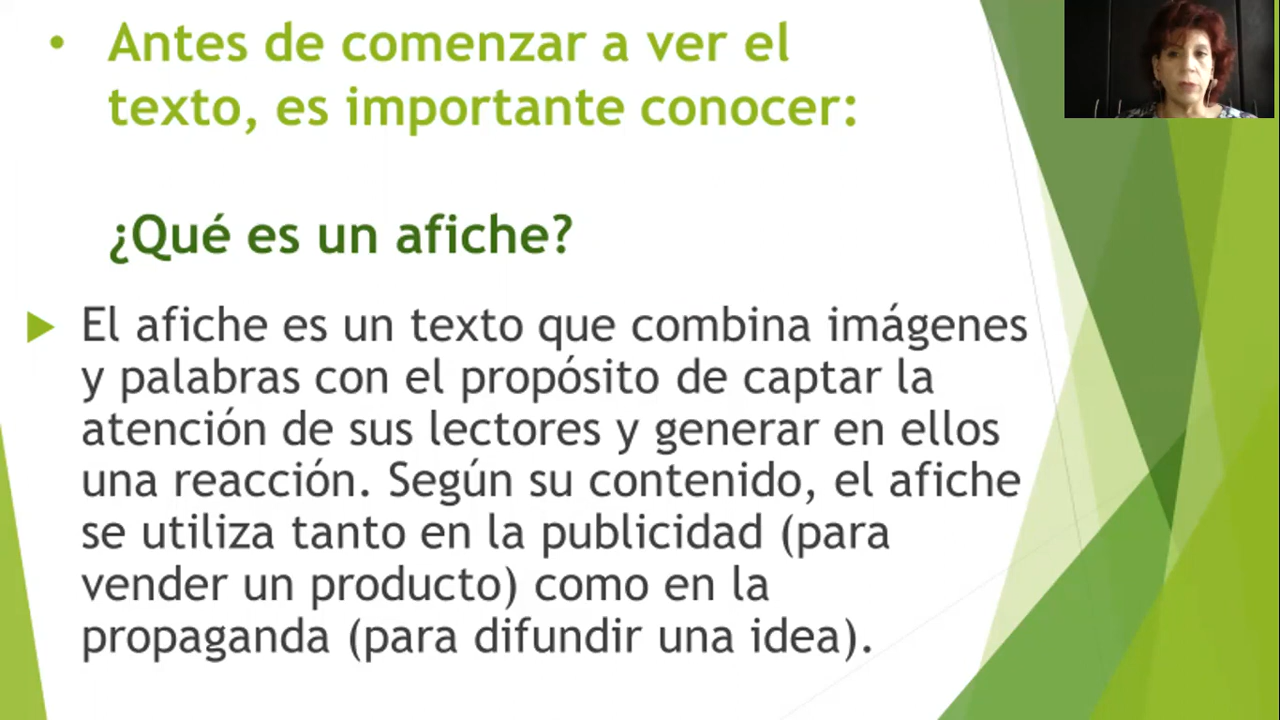 Antes de comenzar a ver el
texto, es importante conocer:
¿Qué es un afiche?
El afiche es un texto que combina imágenes
y palabras con el propósito de captar la
atención de sus lectores y generar en ellos
una reacción. Según su contenido, el afiche
se utiliza tanto en la publicidad (para
vender un producto) como en la
propaganda (para difundir una idea).